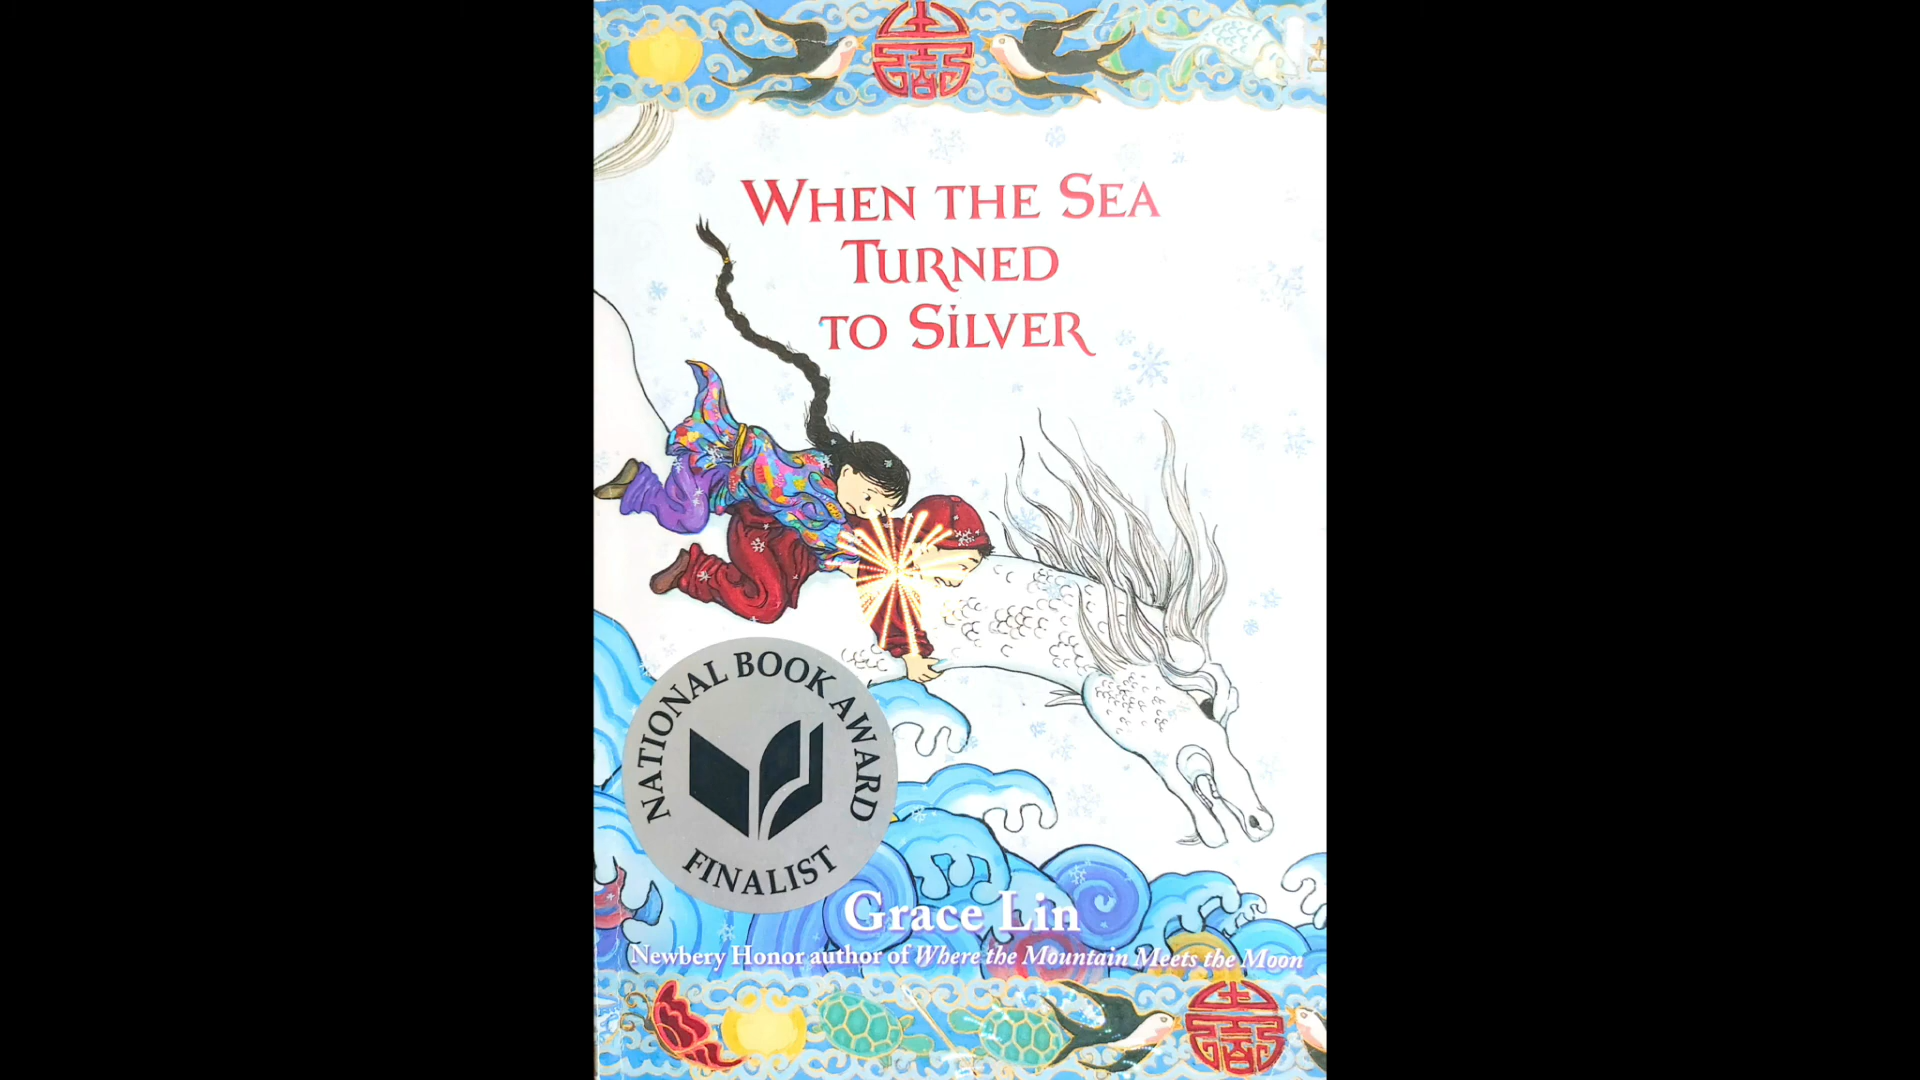 WHEN THE SEA
TURNED
TO SILVER
NATIONAL BOOK AWARD
FINALIST
Grace Lin
Newbery Honor author of Where the Mountain Meets the Moon